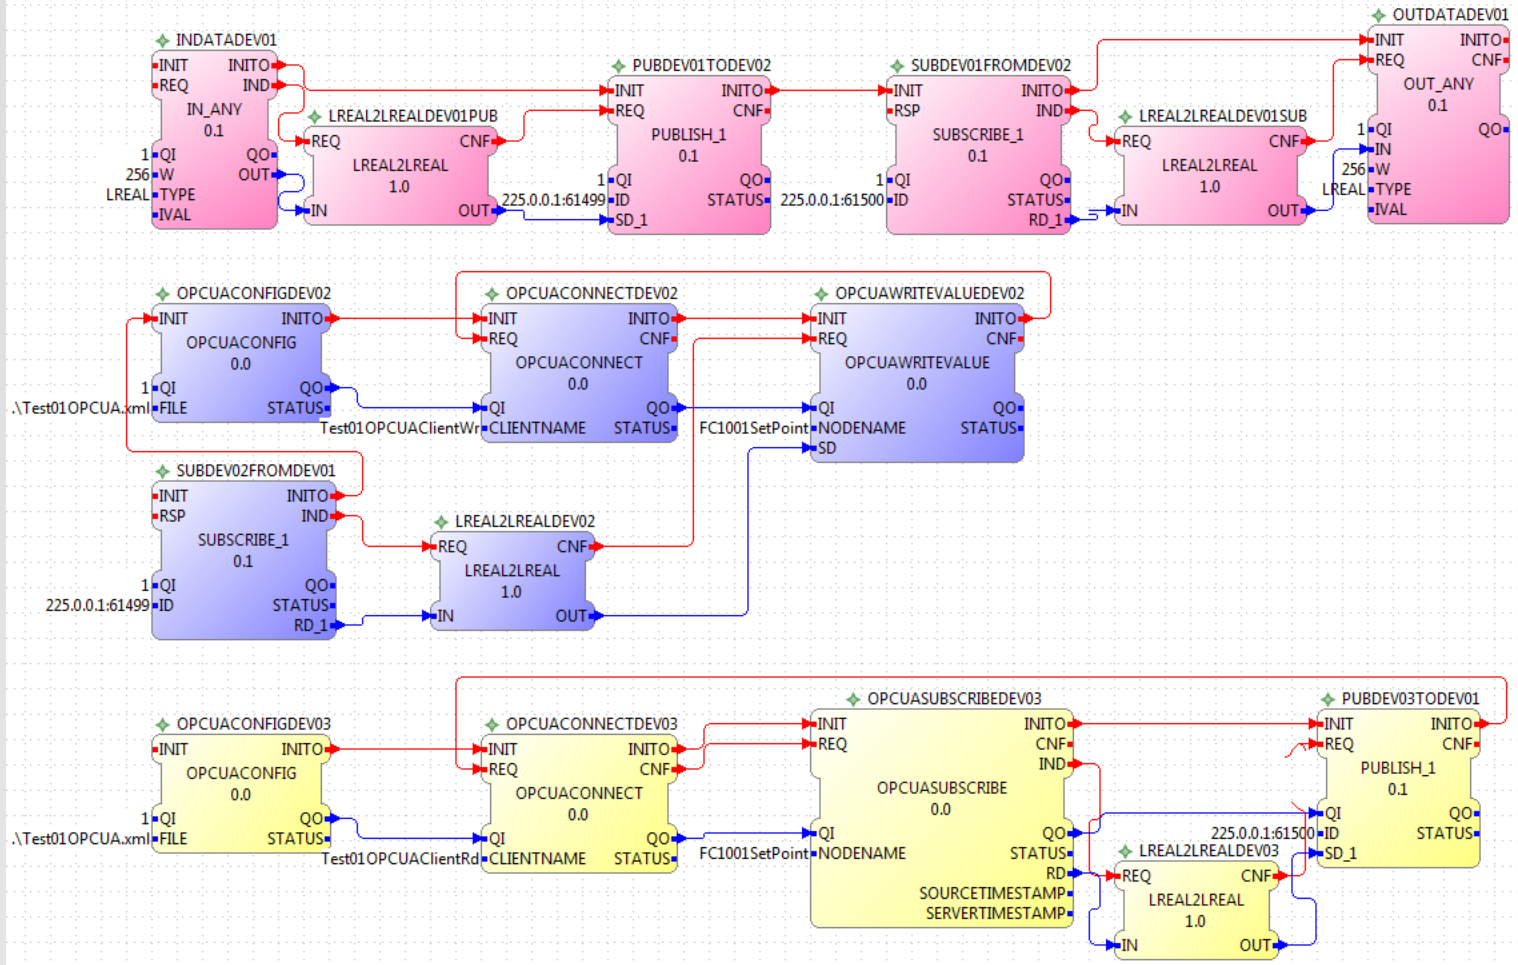 INDATADEV01
INIT INITO
REQ IND
IN_ANY
0.1
1 QI QO
256 W OUT
LREAL TYPE
IVAL
LREAL2LREALDEV01PUB
REQ CNF
LREAL2LREAL
1.0
IN OUT
PUBDEV01TODEV02
INIT INITO
REQ CNF
PUBLISH_1
0.1
1 QI QO
225.0.0.1:61499 ID STATUS
SD_1
SUBDEV01FROMDEV02
INIT INITO
RSP IND
SUBSCRIBE_1
0.1
1 QI QO
225.0.0.1:61500 ID STATUS
RD_1
LREAL2LREALDEV01SUB
REQ CNF
LREAL2LREAL
1.0
IN OUT
OUTDATADEV01
INIT INITO
REQ CNF
OUT_ANY
0.1
1 QI QO
IN
256 W
LREAL TYPE
IVAL
OPCUACONFIGDEV02
INIT INITO
OPCUACONFIG
0.0
1 QI QO
.\Test01OPCUA.xml FILE STATUS
OPCUACONNECTDEV02
INIT INITO
REQ CNF
OPCUACONNECT
0.0
QI QO
Test01OPCUAClientWr CLIENTNAME STATUS
OPCUAWRITEVALUEDEV02
INIT INITO
REQ CNF
OPCUAWRITEVALUE
0.0
QI QO
FC1001SetPoint NODENAME STATUS
SD
SUBDEV02FROMDEV01
INIT INITO
RSP IND
SUBSCRIBE_1
0.1
1 QI QO
225.0.0.1:61499 ID STATUS
RD_1
LREAL2LREALDEV02
REQ CNF
LREAL2LREAL
1.0
IN OUT
OPCUACONFIGDEV03
INIT INITO
OPCUACONFIG
0.0
1 QI QO
.\Test01OPCUA.xml FILE STATUS
OPCUACONNECTDEV03
INIT INITO
REQ CNF
OPCUACONNECT
0.0
QI QO
Test01OPCUAClientRd CLIENTNAME STATUS
OPCUASUBSCRIBEDEV03
INIT INITO
REQ CNF
IND
OPCUASUBSCRIBE
0.0
QI QO
FC1001SetPoint NODENAME STATUS
RD
SOURCETIMESTAMP
SERVERTIMESTAMP
PUBDEV03TODEV01
INIT INITO
REQ CNF
PUBLISH_1
0.1
QI QO
225.0.0.1:61500 ID STATUS
SD_1
LREAL2LREALDEV03
REQ CNF
LREAL2LREAL
1.0
IN OUT